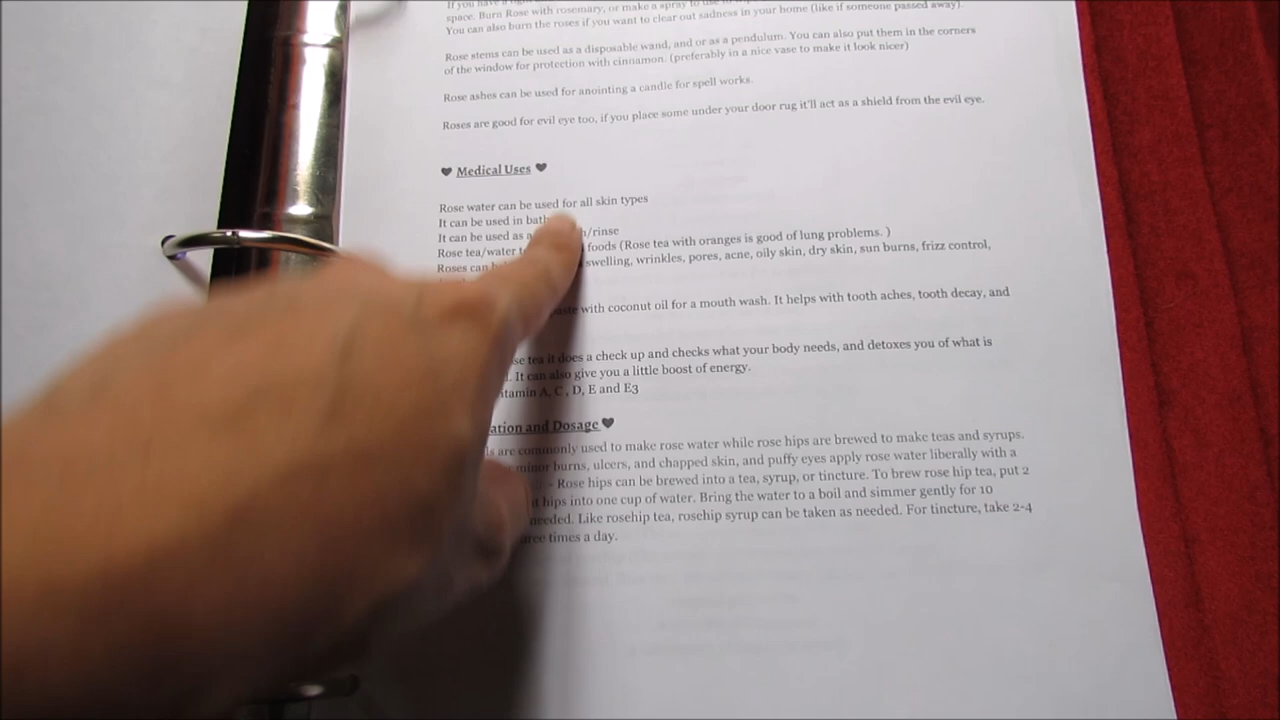 If you have a
space. Burn Rose with rosemary, or make a spray to use to
You can also burn the roses if you want to clear out sadness in your home (like if someone passed away).
Rose stems can be used as a disposable wand, and or as a pendulum. You can also put them in the corners
of the window for protection with cinnamon. (preferably in a nice vase to make it look nicer)
Rose ashes can be used for anointing a candle for spell works.
Roses are good for evil eye too, if you place some under your door rug it'll act as a shield from the evil eye.
♥ Medical Uses ♥
Rose water can be used for all skin types
It can be used in bath
It can be used as a /rinse
Rose tea/water foods (Rose tea with oranges is good of lung problems. )
Roses can swelling, wrinkles, pores, acne, oily skin, dry skin, sun burns, frizz control,
paste with coconut oil for a mouth wash. It helps with tooth aches, tooth decay, and
tea it does a check up and checks what your body needs, and detoxes you of what is
It can also give you a little boost of energy.
A, C , D, E and E3
and Dosage ♥
are commonly used to make rose water while rose hips are brewed to make teas and syrups.
minor burns, ulcers, and chapped skin, and puffy eyes apply rose water liberally with a
- Rose hips can be brewed into a tea, syrup, or tincture. To brew rose hip tea, put 2
hips into one cup of water. Bring the water to a boil and simmer gently for 10
needed. Like rosehip tea, rosehip syrup can be taken as needed. For tincture, take 2-4
times a day.